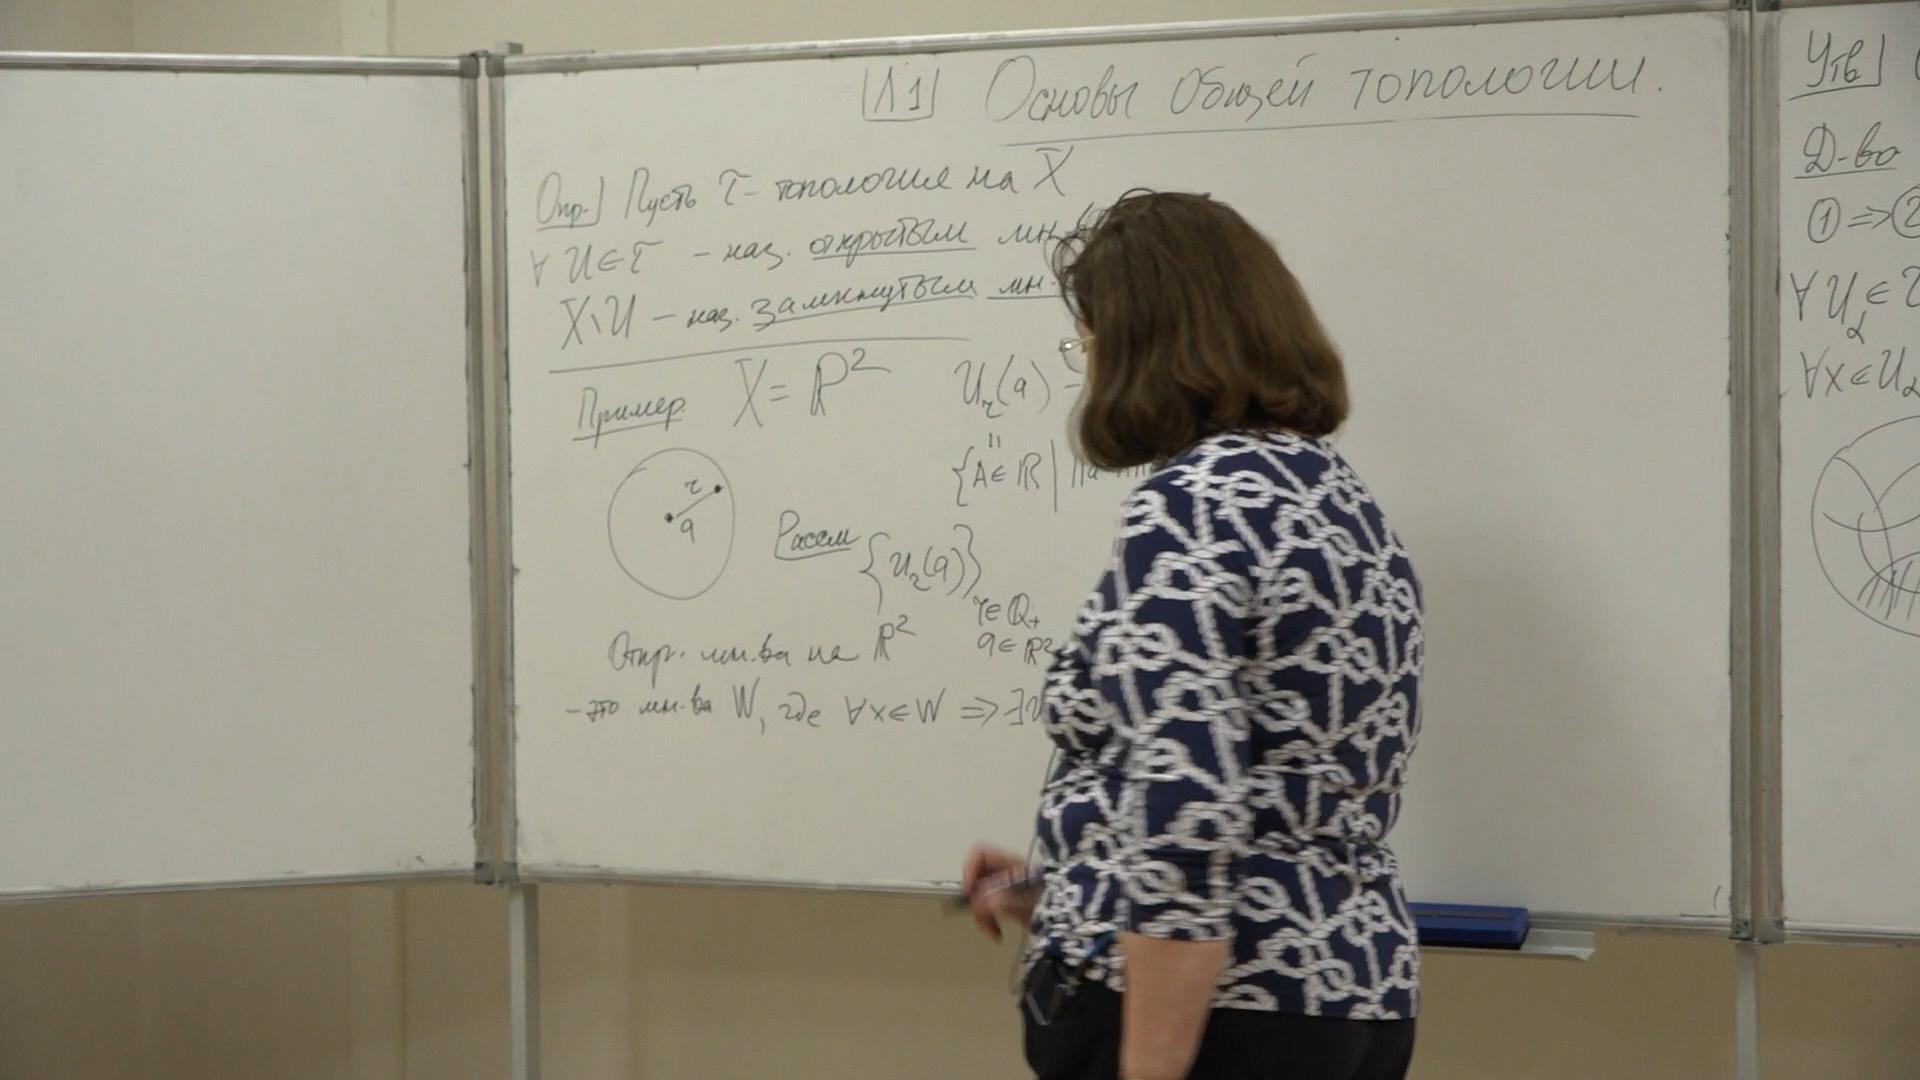 Л1 Основы общей топологии.
Опр. Пусть τ - топология на X
∀ U∈τ - наз. открытым мн-
X\U - наз. замкнутым мн-
Пример X = ℝ² U_r(a) -
{A∈ℝ | ||a
r
a
Рассм {U_r(a)} r∈ℚ₊ a∈ℝ²
Откр. мн.ва на ℝ²
- это мн.ва W, где ∀x∈W ⇒ ∃U
Утв
Д-во
① ⇒ ②
∀ U_α ∈ τ
∀x∈U_α